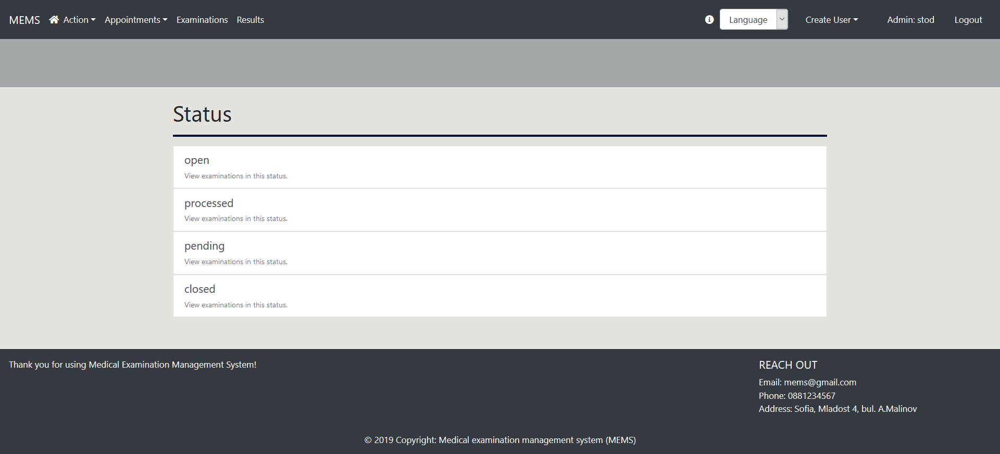 MEMS Action Appointments Examinations Results Language Create User Admin: stod Logout
Status
open
View examinations in this status.
processed
View examinations in this status.
pending
View examinations in this status.
closed
View examinations in this status.
Thank you for using Medical Examination Management System!
REACH OUT
Email: mems@gmail.com
Phone: 0881234567
Address: Sofia, Mladost 4, bul. A.Malinov
© 2019 Copyright: Medical examination management system (MEMS)